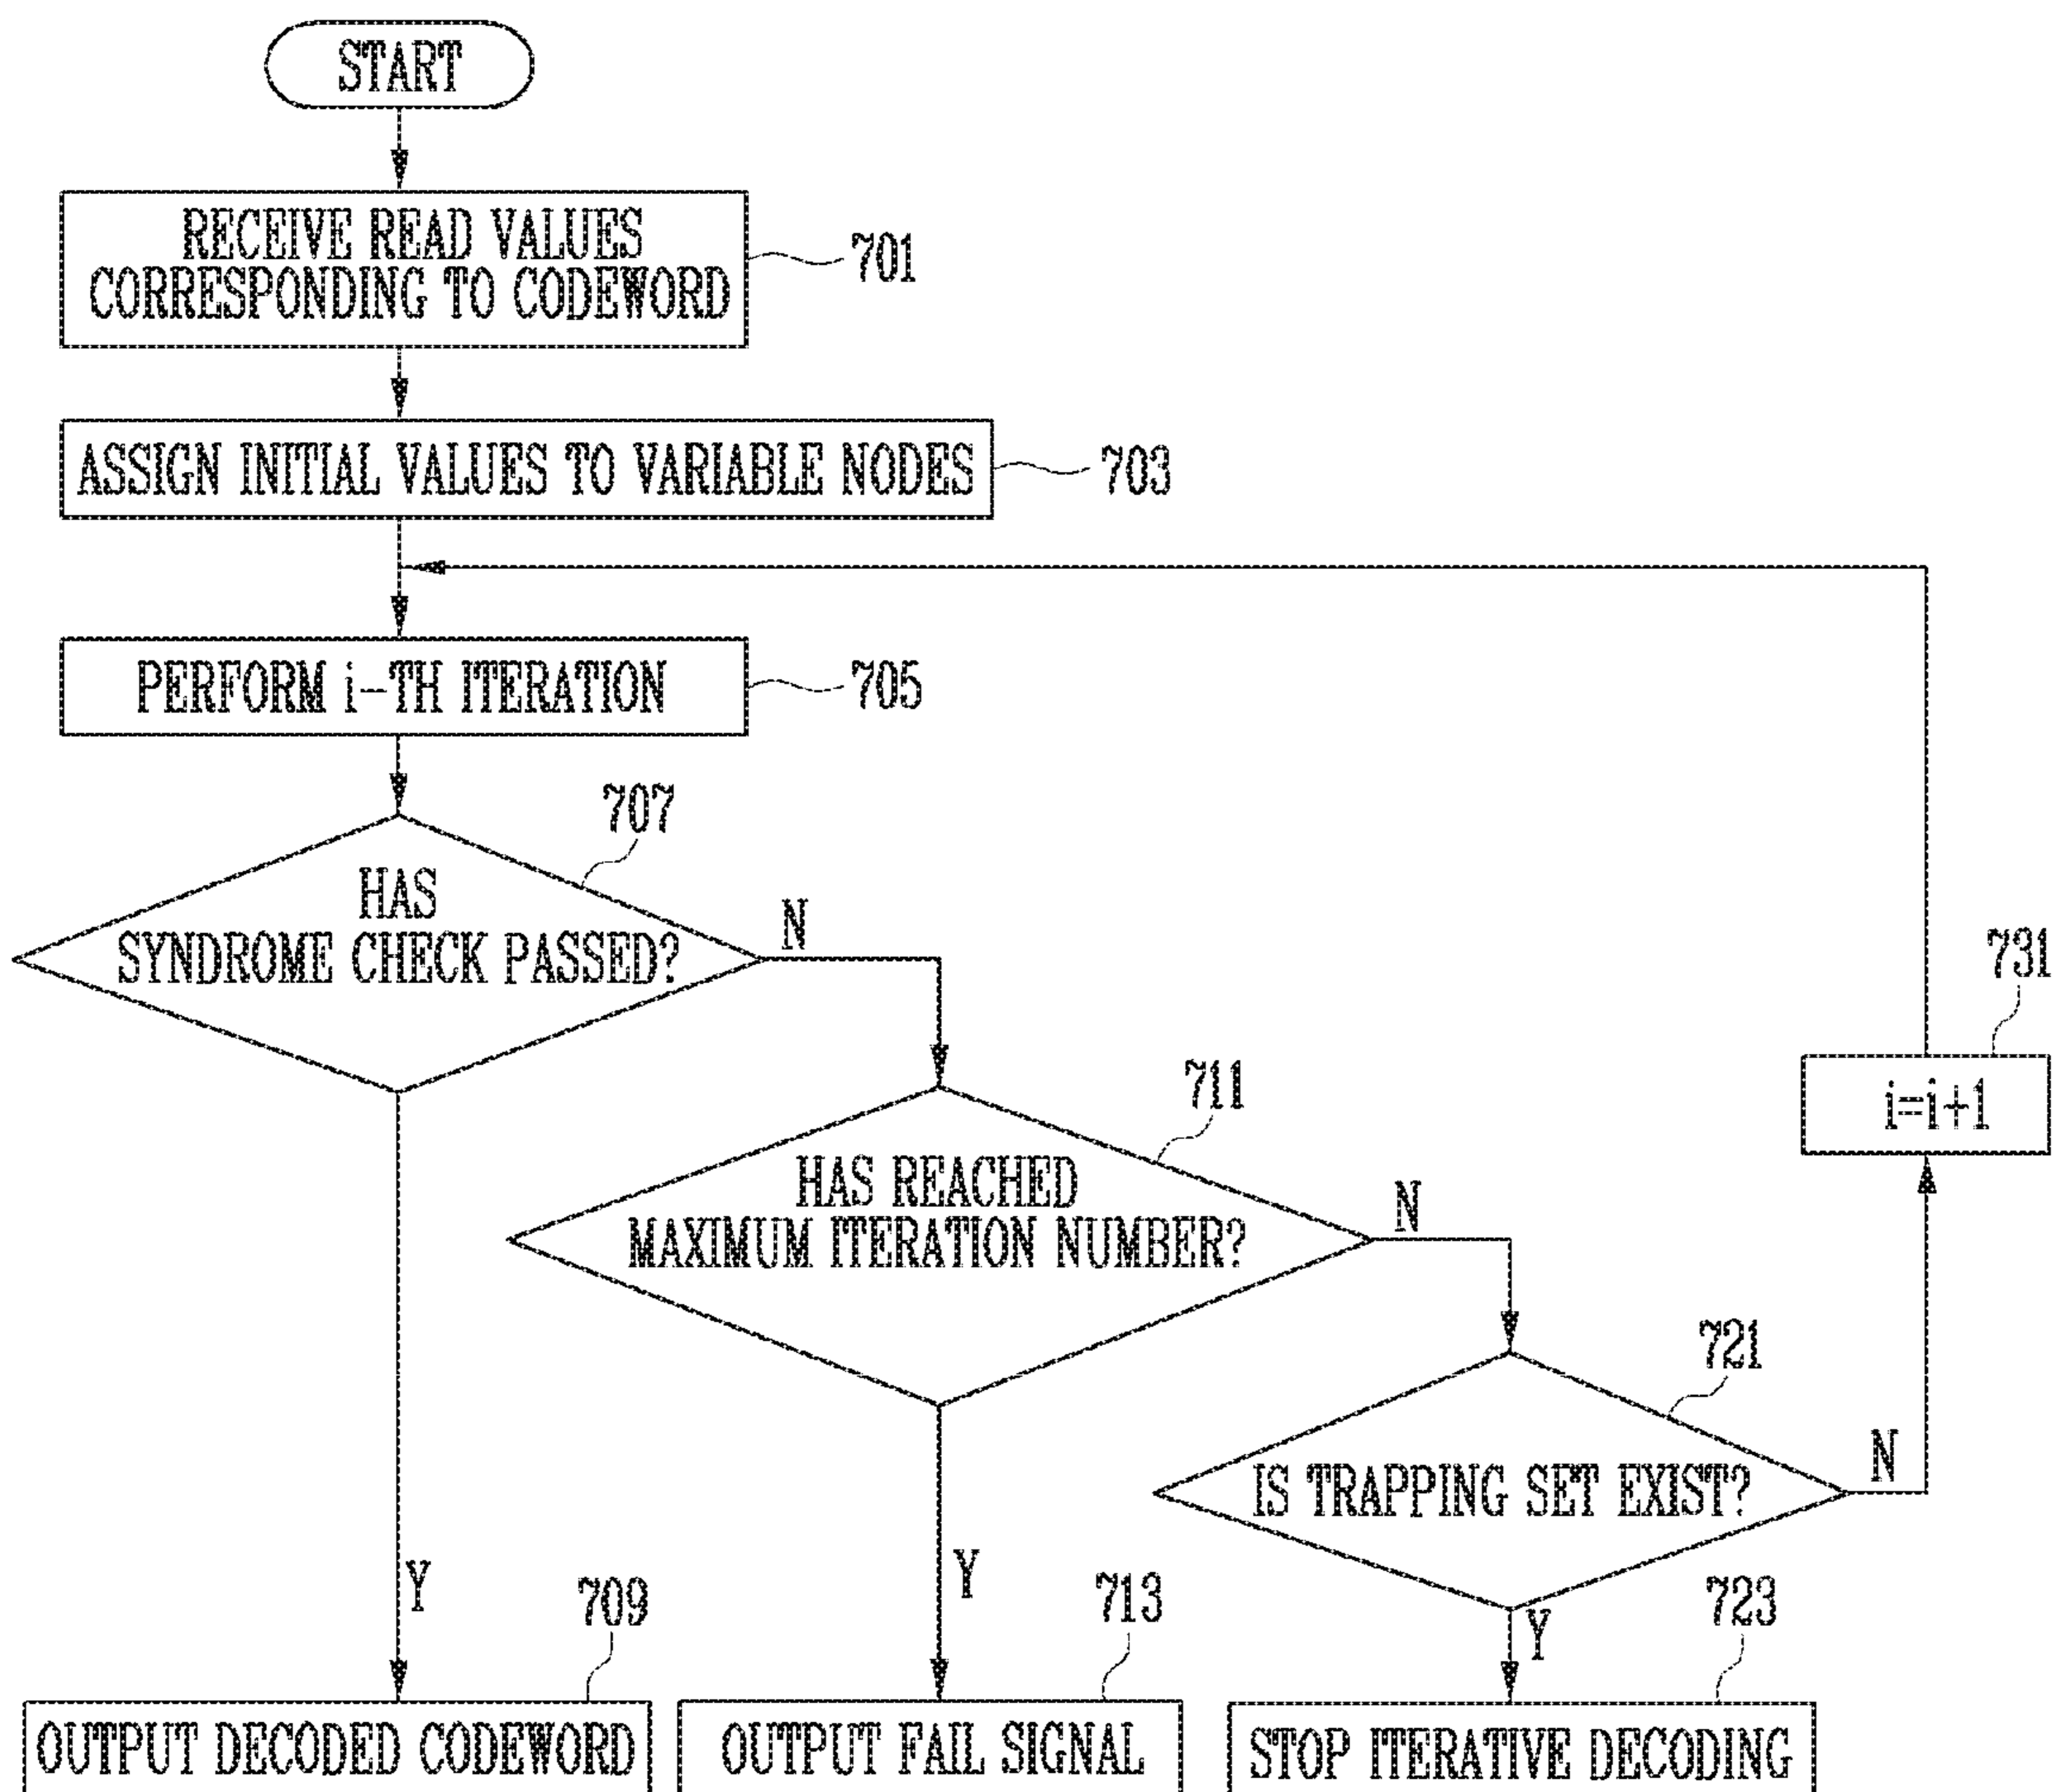 START
RECEIVE READ VALUES
CORRESPONDING TO CODEWORD
701
ASSIGN INITIAL VALUES TO VARIABLE NODES
703
PERFORM i-TH ITERATION
705
707
HAS
SYNDROME CHECK PASSED?
N
731
i=i+1
711
HAS REACHED
MAXIMUM ITERATION NUMBER?
N
721
IS TRAPPING SET EXIST?
N
Y
Y
Y
709
713
723
OUTPUT DECODED CODEWORD
OUTPUT FAIL SIGNAL
STOP ITERATIVE DECODING